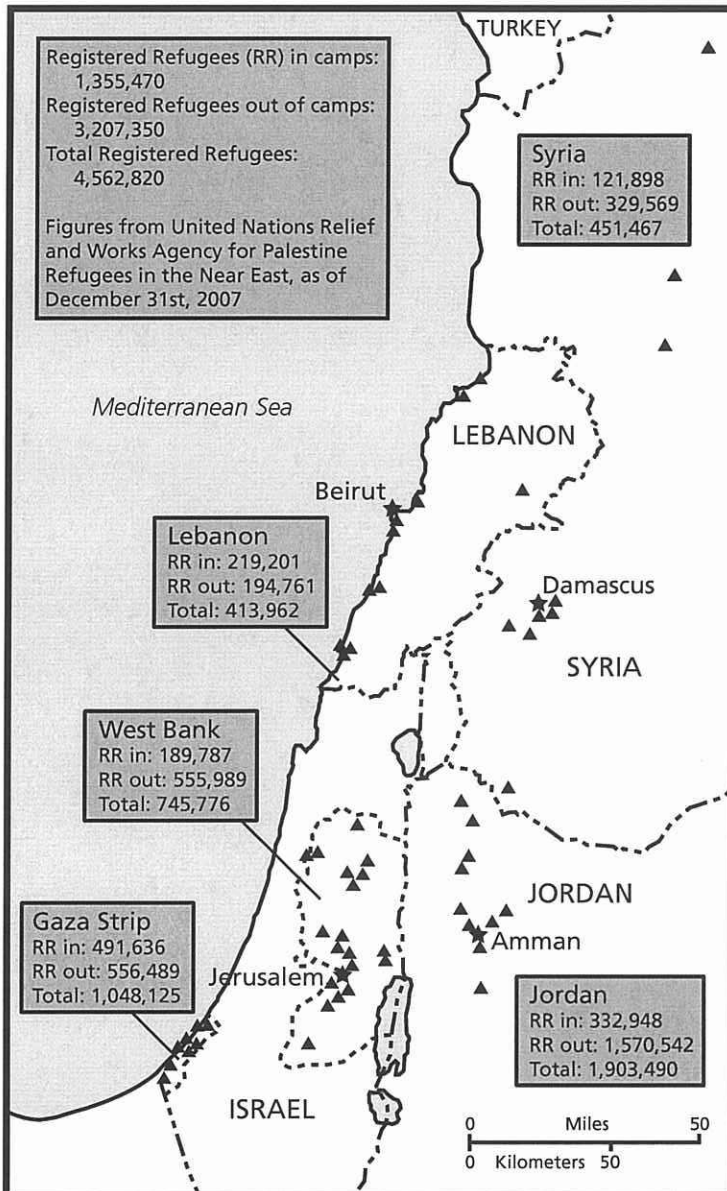 TURKEY
Registered Refugees (RR) in camps:
1,355,470
Registered Refugees out of camps:
3,207,350
Total Registered Refugees:
4,562,820
Figures from United Nations Relief
and Works Agency for Palestine
Refugees in the Near East, as of
December 31st, 2007
Syria
RR in: 121,898
RR out: 329,569
Total: 451,467
Mediterranean Sea
LEBANON
Beirut
Lebanon
RR in: 219,201
RR out: 194,761
Total: 413,962
Damascus
SYRIA
West Bank
RR in: 189,787
RR out: 555,989
Total: 745,776
JORDAN
Amman
Gaza Strip
RR in: 491,636
RR out: 556,489
Total: 1,048,125
Jerusalem
Jordan
RR in: 332,948
RR out: 1,570,542
Total: 1,903,490
ISRAEL
0 Miles 50
0 Kilometers 50